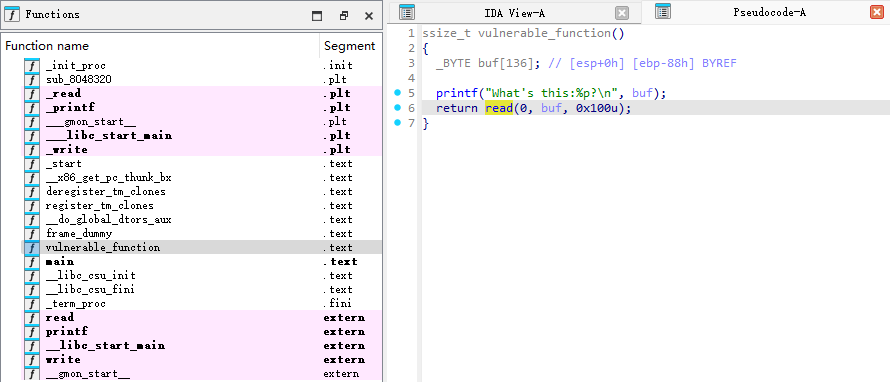 Functions
Function name Segment
_init_proc .init
sub_8048320 .plt
_read .plt
_printf .plt
___gmon_start__ .plt
___libc_start_main .plt
_write .plt
_start .text
__x86_get_pc_thunk_bx .text
deregister_tm_clones .text
register_tm_clones .text
__do_global_dtors_aux .text
frame_dummy .text
vulnerable_function .text
main .text
__libc_csu_init .text
__libc_csu_fini .text
_term_proc .fini
read extern
printf extern
__libc_start_main extern
write extern
__gmon_start__ extern
IDA View-A
Pseudocode-A
1 ssize_t vulnerable_function()
2 {
3 _BYTE buf[136]; // [esp+0h] [ebp-88h] BYREF
4
5 printf("What's this:%p?\n", buf);
6 return read(0, buf, 0x100u);
7 }